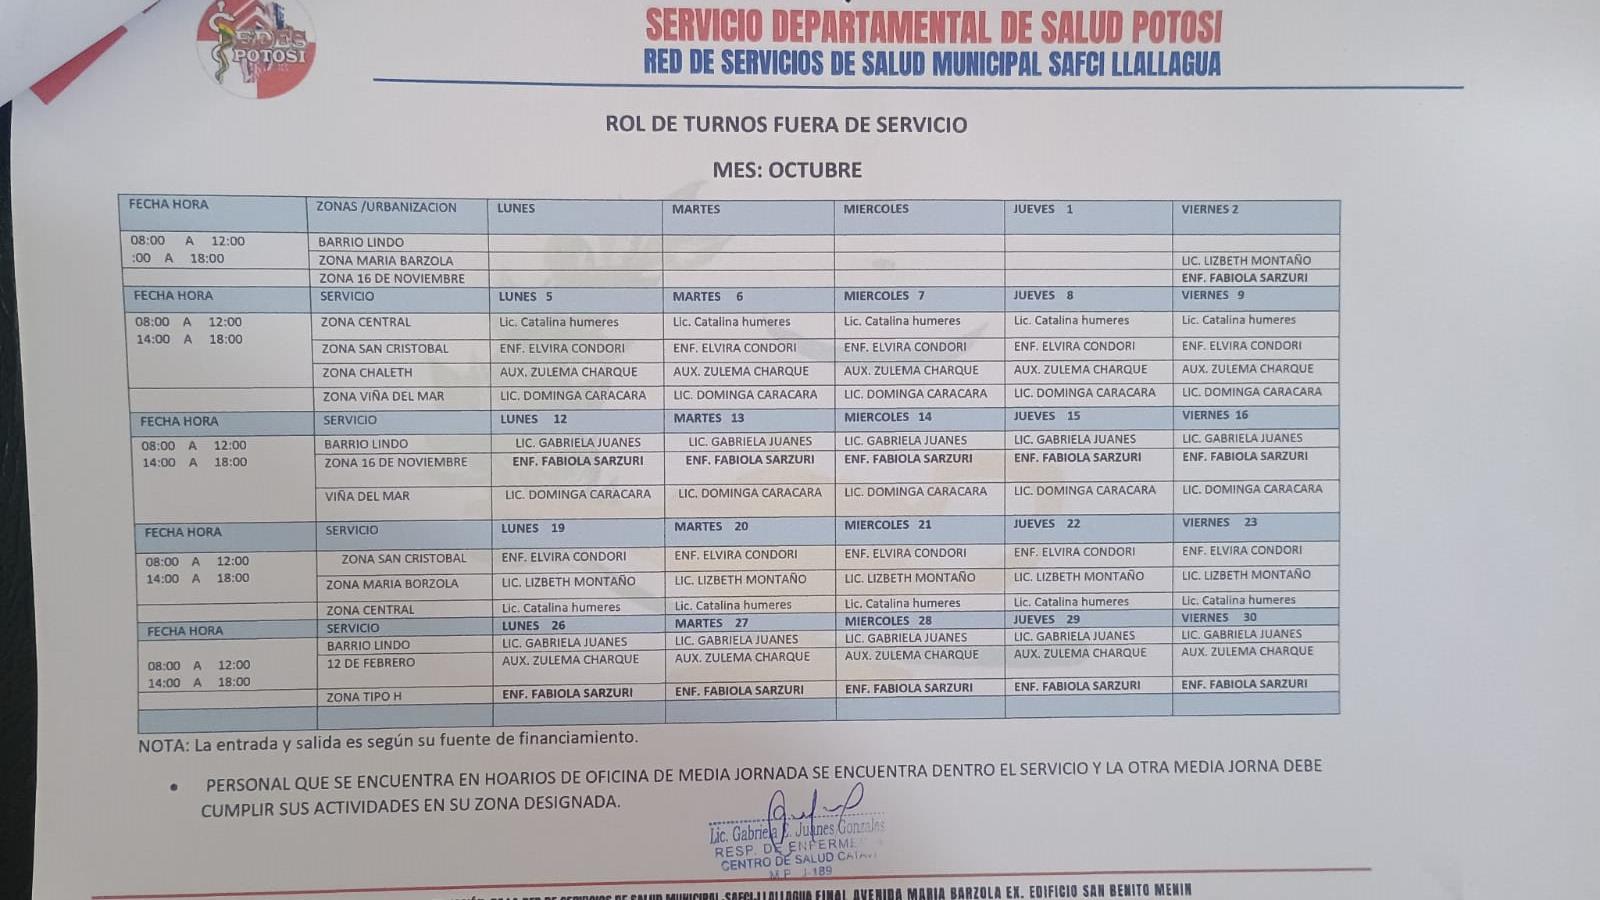 SEDES
POTOSI
SERVICIO DEPARTAMENTAL DE SALUD POTOSI
RED DE SERVICIOS DE SALUD MUNICIPAL SAFCI LLALLAGUA
ROL DE TURNOS FUERA DE SERVICIO
MES: OCTUBRE
FECHA HORA ZONAS /URBANIZACION LUNES MARTES MIERCOLES JUEVES 1 VIERNES 2
08:00 A 12:00 BARRIO LINDO
:00 A 18:00 ZONA MARIA BARZOLA LIC. LIZBETH MONTAÑO
ZONA 16 DE NOVIEMBRE ENF. FABIOLA SARZURI
FECHA HORA SERVICIO LUNES 5 MARTES 6 MIERCOLES 7 JUEVES 8 VIERNES 9
08:00 A 12:00 ZONA CENTRAL Lic. Catalina humeres Lic. Catalina humeres Lic. Catalina humeres Lic. Catalina humeres Lic. Catalina humeres
14:00 A 18:00 ZONA SAN CRISTOBAL ENF. ELVIRA CONDORI ENF. ELVIRA CONDORI ENF. ELVIRA CONDORI ENF. ELVIRA CONDORI ENF. ELVIRA CONDORI
ZONA CHALETH AUX. ZULEMA CHARQUE AUX. ZULEMA CHARQUE AUX. ZULEMA CHARQUE AUX. ZULEMA CHARQUE AUX. ZULEMA CHARQUE
ZONA VIÑA DEL MAR LIC. DOMINGA CARACARA LIC. DOMINGA CARACARA LIC. DOMINGA CARACARA LIC. DOMINGA CARACARA LIC. DOMINGA CARACARA
FECHA HORA SERVICIO LUNES 12 MARTES 13 MIERCOLES 14 JUEVES 15 VIERNES 16
08:00 A 12:00 BARRIO LINDO LIC. GABRIELA JUANES LIC. GABRIELA JUANES LIC. GABRIELA JUANES LIC. GABRIELA JUANES LIC. GABRIELA JUANES
14:00 A 18:00 ZONA 16 DE NOVIEMBRE ENF. FABIOLA SARZURI ENF. FABIOLA SARZURI ENF. FABIOLA SARZURI ENF. FABIOLA SARZURI ENF. FABIOLA SARZURI
VIÑA DEL MAR LIC. DOMINGA CARACARA LIC. DOMINGA CARACARA LIC. DOMINGA CARACARA LIC. DOMINGA CARACARA LIC. DOMINGA CARACARA
FECHA HORA SERVICIO LUNES 19 MARTES 20 MIERCOLES 21 JUEVES 22 VIERNES 23
08:00 A 12:00 ZONA SAN CRISTOBAL ENF. ELVIRA CONDORI ENF. ELVIRA CONDORI ENF. ELVIRA CONDORI ENF. ELVIRA CONDORI ENF. ELVIRA CONDORI
14:00 A 18:00 ZONA MARIA BORZOLA LIC. LIZBETH MONTAÑO LIC. LIZBETH MONTAÑO LIC. LIZBETH MONTAÑO LIC. LIZBETH MONTAÑO LIC. LIZBETH MONTAÑO
ZONA CENTRAL Lic. Catalina humeres Lic. Catalina humeres Lic. Catalina humeres Lic. Catalina humeres Lic. Catalina humeres
FECHA HORA SERVICIO LUNES 26 MARTES 27 MIERCOLES 28 JUEVES 29 VIERNES 30
BARRIO LINDO LIC. GABRIELA JUANES LIC. GABRIELA JUANES LIC. GABRIELA JUANES LIC. GABRIELA JUANES LIC. GABRIELA JUANES
08:00 A 12:00 12 DE FEBRERO AUX. ZULEMA CHARQUE AUX. ZULEMA CHARQUE AUX. ZULEMA CHARQUE AUX. ZULEMA CHARQUE AUX. ZULEMA CHARQUE
14:00 A 18:00 ZONA TIPO H ENF. FABIOLA SARZURI ENF. FABIOLA SARZURI ENF. FABIOLA SARZURI ENF. FABIOLA SARZURI ENF. FABIOLA SARZURI
NOTA: La entrada y salida es según su fuente de financiamiento.
• PERSONAL QUE SE ENCUENTRA EN HOARIOS DE OFICINA DE MEDIA JORNADA SE ENCUENTRA DENTRO EL SERVICIO Y LA OTRA MEDIA JORNA DEBE
CUMPLIR SUS ACTIVIDADES EN SU ZONA DESIGNADA.
Lic. Gabriela Juanes Gonzales
RESP. DE ENFERME
CENTRO DE SALUD
M.P. J-189
RED DE SERVICIOS DE SALUD MUNICIPAL SAFCI-LLALLAGUA FINAL AVENIDA MARIA BARZOLA EX. EDIFICIO SAN BENITO MENIN